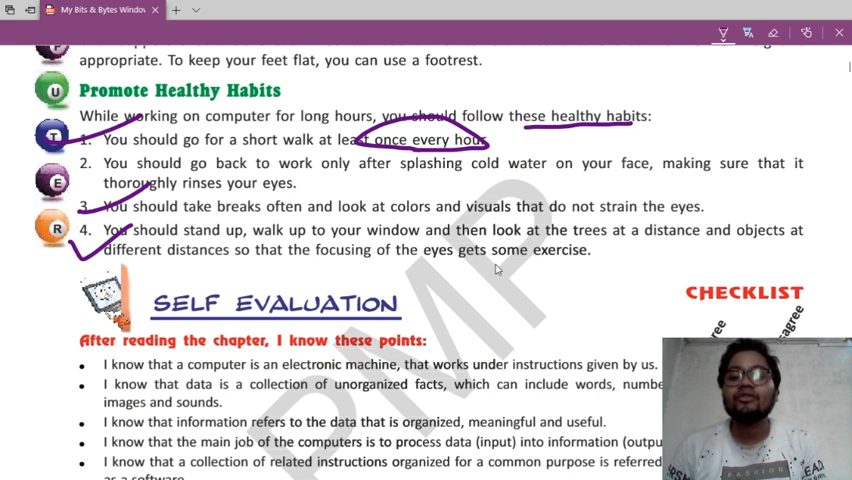 My Bits & Bytes Window
appropriate. To keep your feet flat, you can use a footrest.
U
Promote Healthy Habits
While working on computer for long hours, you should follow these healthy habits:
T
1. You should go for a short walk at least once every hour.
2. You should go back to work only after splashing cold water on your face, making sure that it
E
thoroughly rinses your eyes.
3. You should take breaks often and look at colors and visuals that do not strain the eyes.
R
4. You should stand up, walk up to your window and then look at the trees at a distance and objects at
different distances so that the focusing of the eyes gets some exercise.
SELF EVALUATION
CHECKLIST
After reading the chapter, I know these points:
• I know that a computer is an electronic machine, that works under instructions given by us.
• I know that data is a collection of unorganized facts, which can include words,
images and sounds.
• I know that information refers to the data that is organized, meaningful and useful.
• I know that the main job of the computers is to process data (input) into information
• I know that a collection of related instructions organized for a common purpose is referred
as a software.
PMP
FASHION